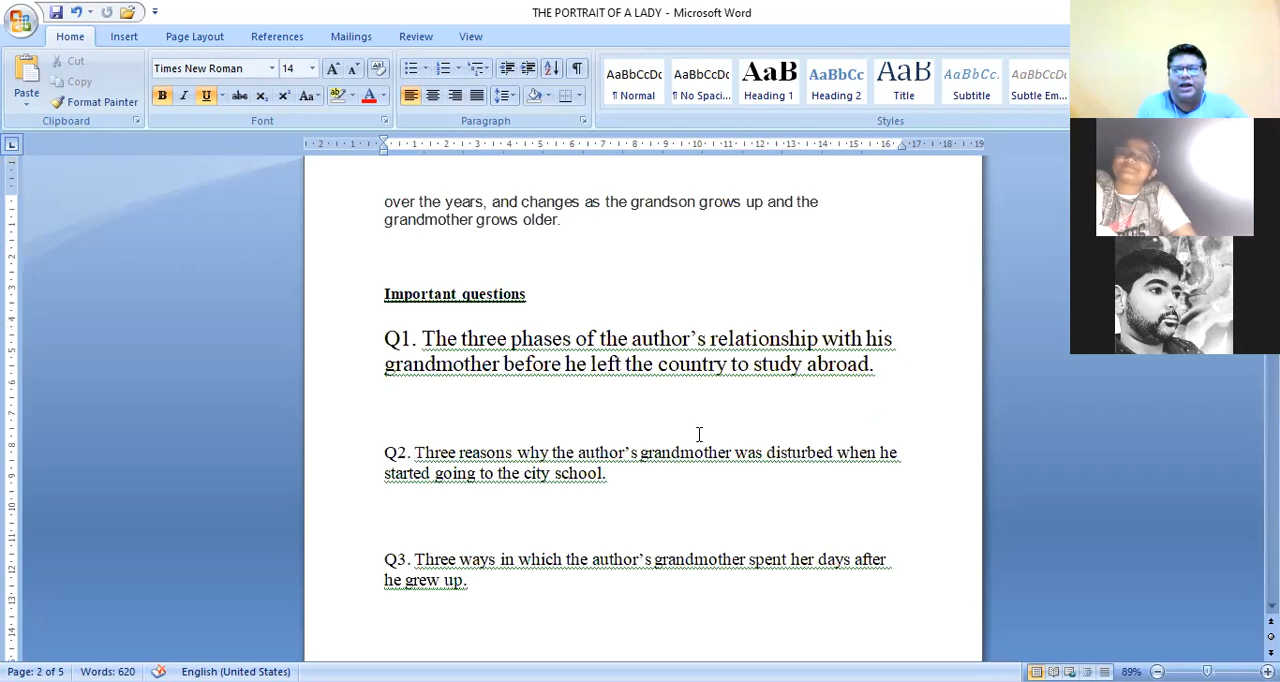 THE PORTRAIT OF A LADY - Microsoft Word
Home Insert Page Layout References Mailings Review View
Paste
Cut
Copy
Format Painter
Clipboard
Times New Roman 14
Font
Paragraph
AaBbCcDc AaBbCcDc AaB AaBbCc AaB AaBbCc. AaBbCcDc
¶ Normal ¶ No Spaci... Heading 1 Heading 2 Title Subtitle Subtle Em...
Styles
over the years, and changes as the grandson grows up and the
grandmother grows older.
Important questions
Q1. The three phases of the author’s relationship with his
grandmother before he left the country to study abroad.
Q2. Three reasons why the author’s grandmother was disturbed when he
started going to the city school.
Q3. Three ways in which the author’s grandmother spent her days after
he grew up.
Page: 2 of 5 Words: 620 English (United States) 89%